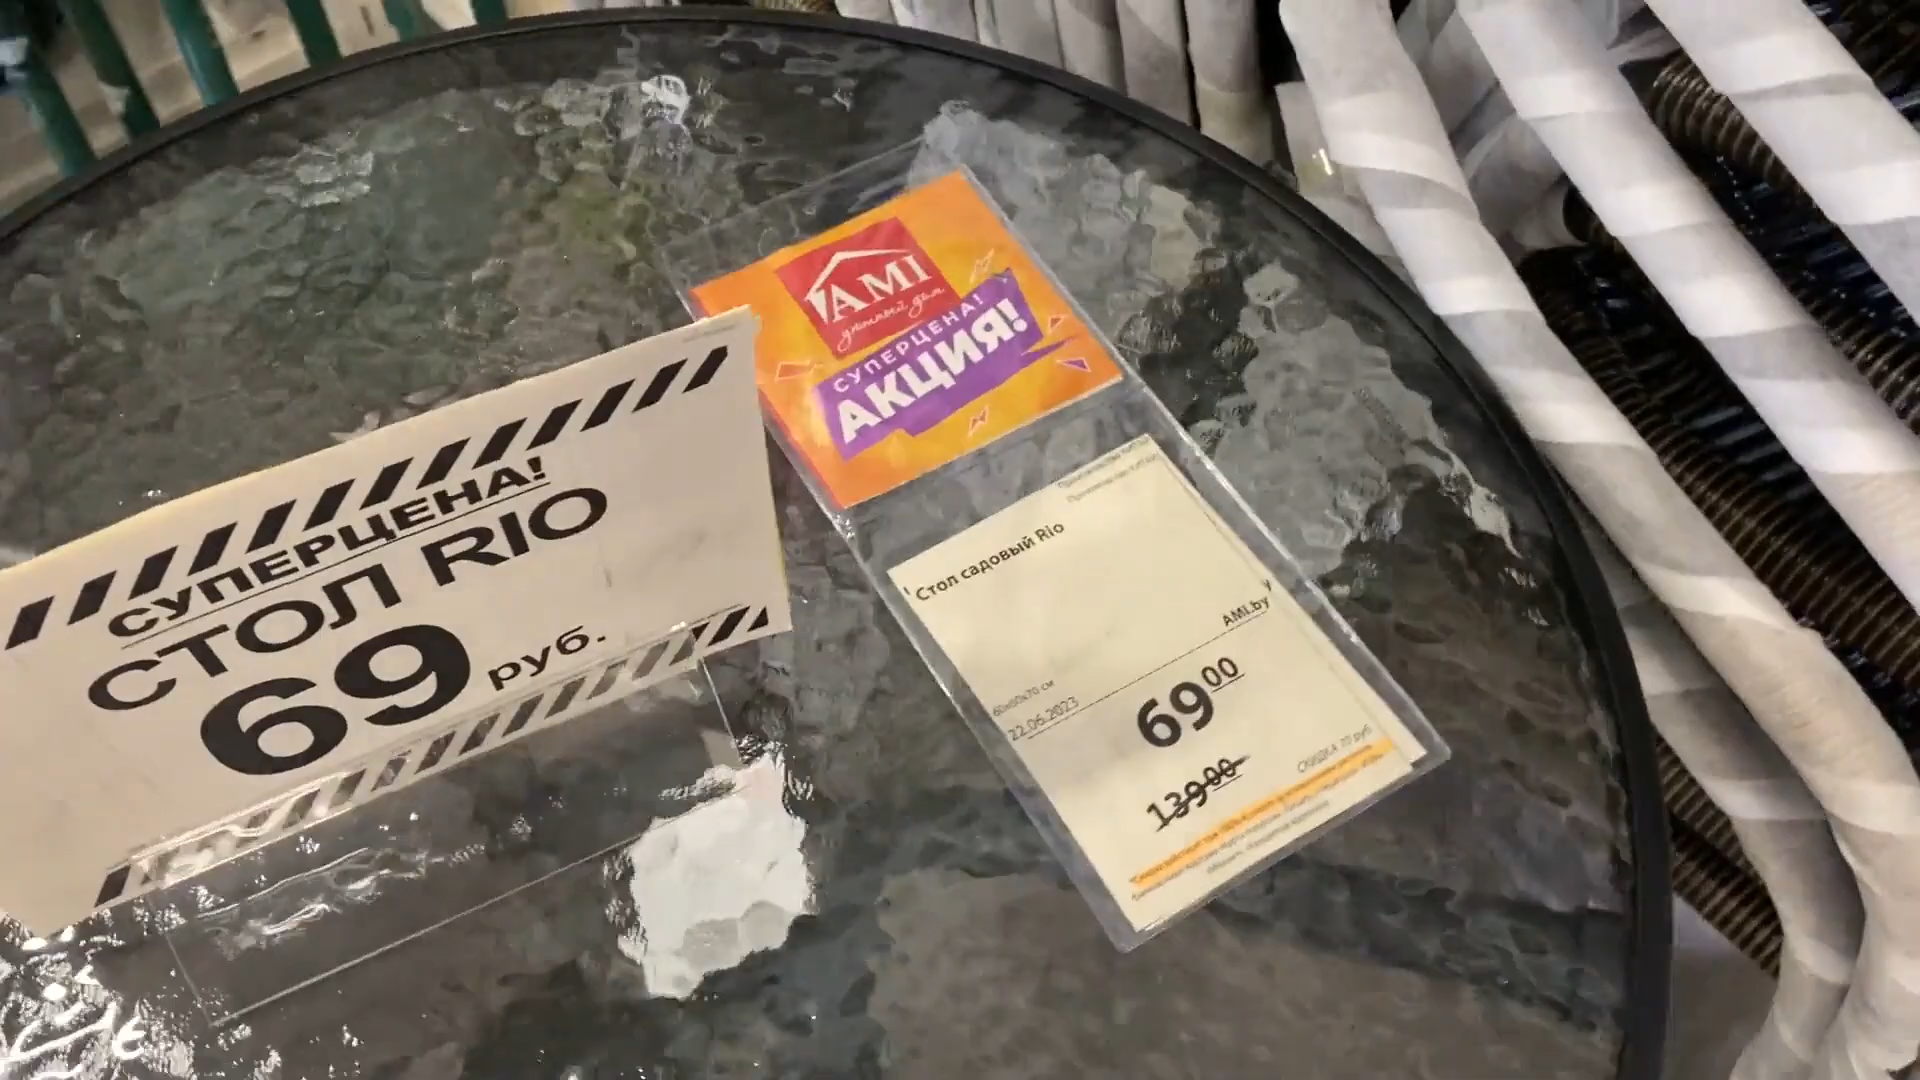 СУПЕРЦЕНА!
СТОЛ RIO
69 руб.
AMI
уютный дом
СУПЕРЦЕНА!
АКЦИЯ!
Стол садовый Rio
AMI.by
60x60x70 см
22.06.2023
69 00
139 00
СКИДКА 70 руб